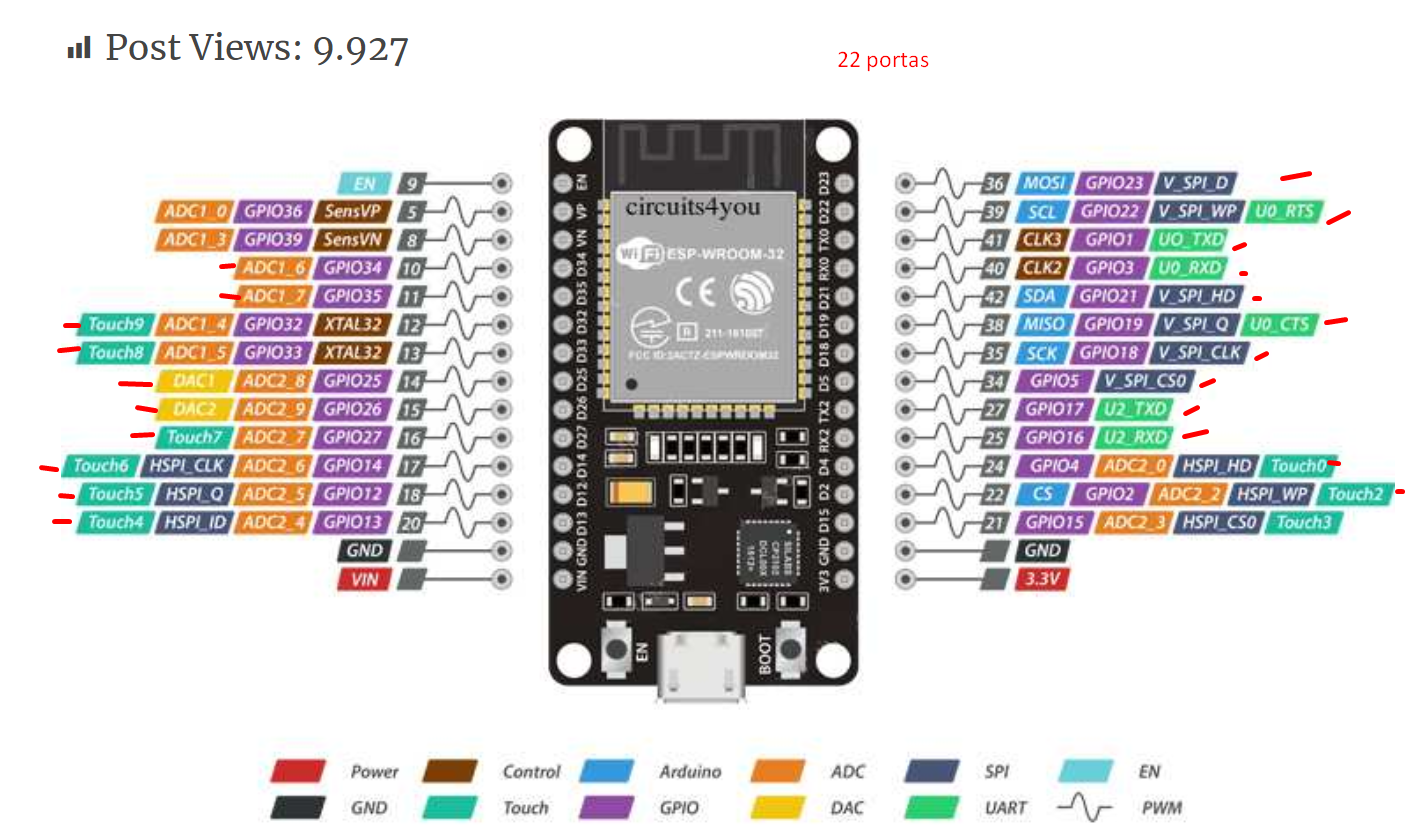 Post Views: 9.927
22 portas
EN 9
ADC1_0 GPIO36 SensVP 5
ADC1_3 GPIO39 SensVN 8
ADC1_6 GPIO34 10
ADC1_7 GPIO35 11
Touch9 ADC1_4 GPIO32 XTAL32 12
Touch8 ADC1_5 GPIO33 XTAL32 13
DAC1 ADC2_8 GPIO25 14
DAC2 ADC2_9 GPIO26 15
Touch7 ADC2_7 GPIO27 16
Touch6 HSPI_CLK ADC2_6 GPIO14 17
Touch5 HSPI_Q ADC2_5 GPIO12 18
Touch4 HSPI_ID ADC2_4 GPIO13 20
GND
VIN
EN
VP
VN
D34
D35
D32
D33
D25
D26
D27
D14
D12
D13
GND
VIN
circuits4you
WiFi ESP-WROOM-32
CE
R 211-161007
FCC ID:2AC7Z-ESPWROOM32
SILABS
CP2102
EN
BOOT
D23
D22
TX0
RX0
D21
D19
D18
D5
TX2
RX2
D4
D2
D15
GND
3V3
36 MOSI GPIO23 V_SPI_D
39 SCL GPIO22 V_SPI_WP U0_RTS
41 CLK3 GPIO1 UO_TXD
40 CLK2 GPIO3 U0_RXD
42 SDA GPIO21 V_SPI_HD
38 MISO GPIO19 V_SPI_Q U0_CTS
35 SCK GPIO18 V_SPI_CLK
34 GPIO5 V_SPI_CS0
27 GPIO17 U2_TXD
25 GPIO16 U2_RXD
24 GPIO4 ADC2_0 HSPI_HD Touch0
22 CS GPIO2 ADC2_2 HSPI_WP Touch2
21 GPIO15 ADC2_3 HSPI_CS0 Touch3
GND
3.3V
Power Control Arduino ADC SPI EN
GND Touch GPIO DAC UART PWM